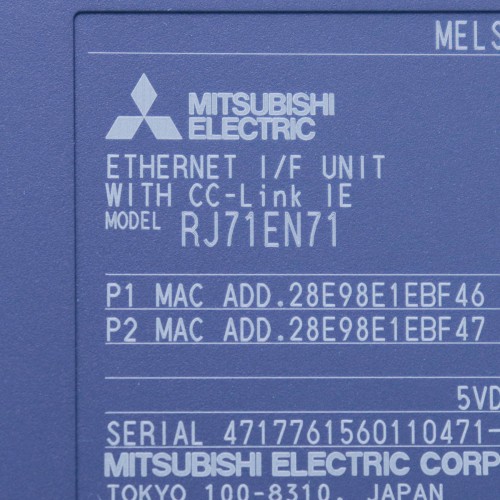 MELS
MITSUBISHI
ELECTRIC
ETHERNET I/F UNIT
WITH CC-Link IE
MODEL RJ71EN71
P1 MAC ADD.28E98E1EBF46
P2 MAC ADD.28E98E1EBF47
5VD
SERIAL 4717761560110471-
MITSUBISHI ELECTRIC CORP
TOKYO 100-8310, JAPAN